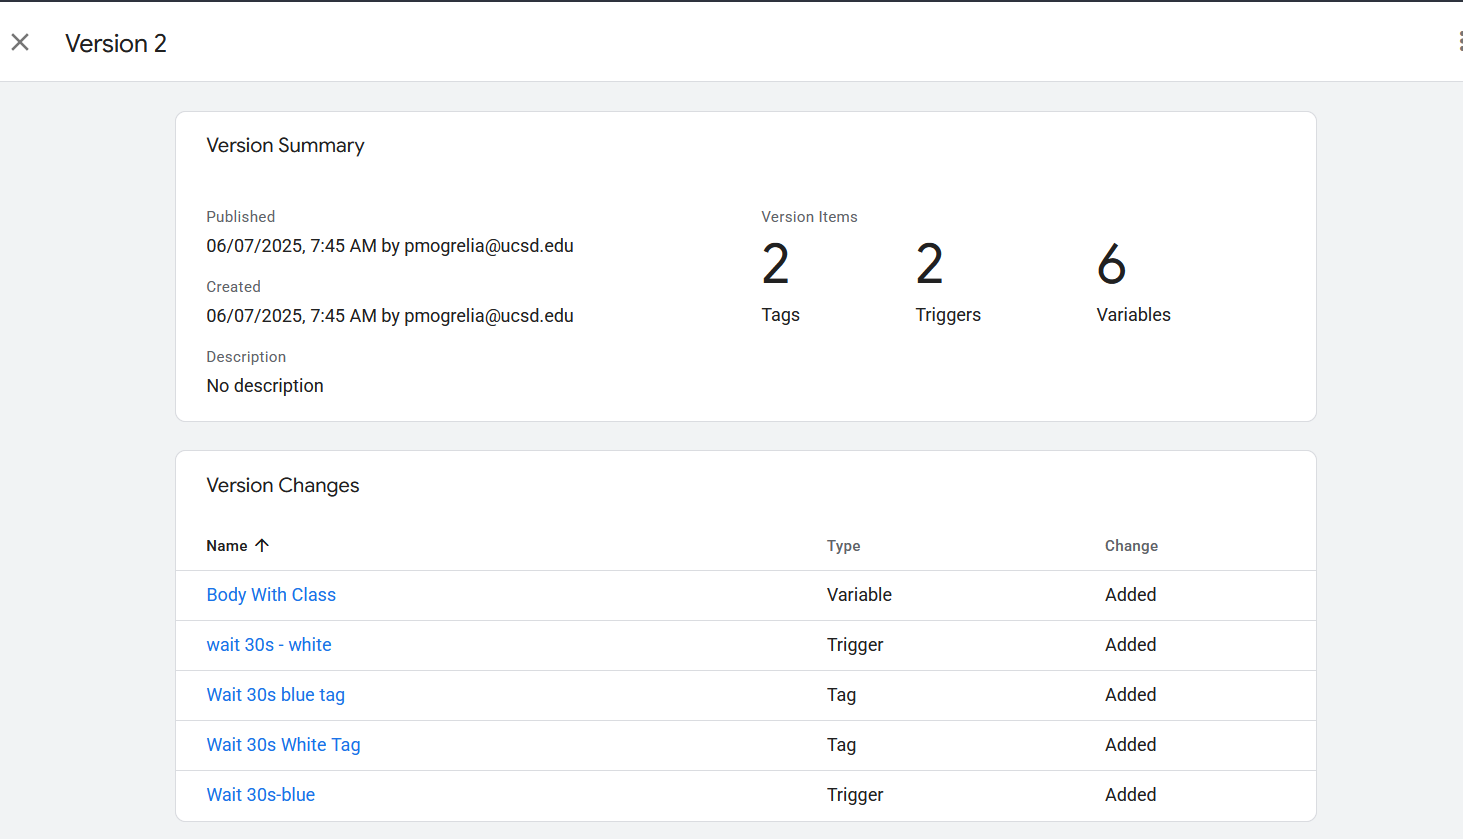 Version 2
Version Summary
Published
06/07/2025, 7:45 AM by pmogrelia@ucsd.edu
Created
06/07/2025, 7:45 AM by pmogrelia@ucsd.edu
Description
No description
Version Items
2 2 6
Tags Triggers Variables
Version Changes
Name Type Change
Body With Class Variable Added
wait 30s - white Trigger Added
Wait 30s blue tag Tag Added
Wait 30s White Tag Tag Added
Wait 30s-blue Trigger Added